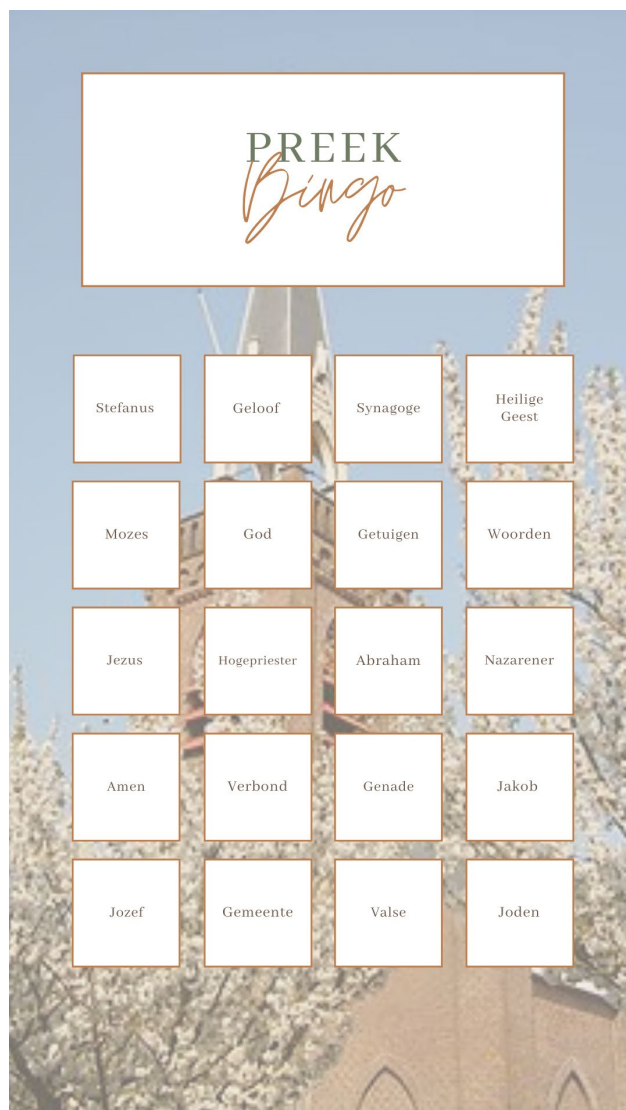 PREEK
Bingo
Stefanus
Geloof
Synagoge
Heilige
Geest
Mozes
God
Getuigen
Woorden
Jezus
Hogepriester
Abraham
Nazarener
Amen
Verbond
Genade
Jakob
Jozef
Gemeente
Valse
Joden